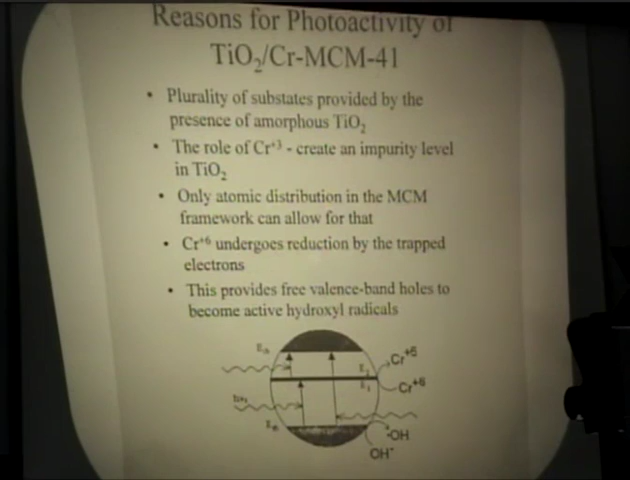 Reasons for Photoactivity of
TiO₂/Cr-MCM-41
• Plurality of substates provided by the
presence of amorphous TiO₂
• The role of Cr⁺³ - create an impurity level
in TiO₂
• Only atomic distribution in the MCM
framework can allow for that
• Cr⁺⁶ undergoes reduction by the trapped
electrons
• This provides free valence-band holes to
become active hydroxyl radicals
Cr⁺⁵
Cr⁺⁶
·OH
OH⁻